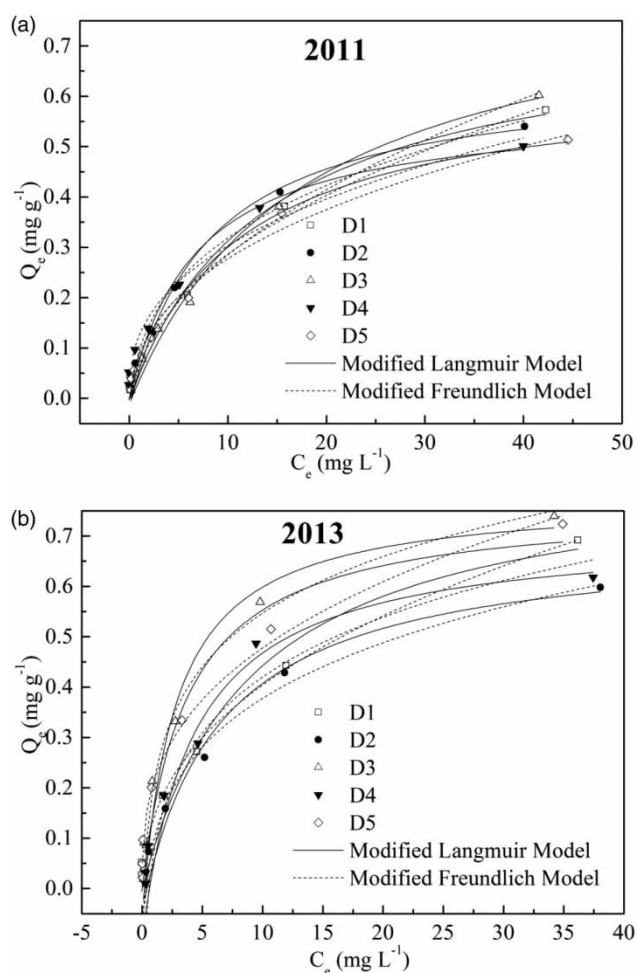 (a)
2011
0.7
0.6
0.5
0.4
0.3
0.2
0.1
0.0
Q_e (mg g^-1)
D1
D2
D3
D4
D5
Modified Langmuir Model
Modified Freundlich Model
0 10 20 30 40 50
C_e (mg L^-1)
(b)
2013
0.7
0.6
0.5
0.4
0.3
0.2
0.1
0.0
Q_e (mg g^-1)
D1
D2
D3
D4
D5
Modified Langmuir Model
Modified Freundlich Model
-5 0 5 10 15 20 25 30 35 40
C_e (mg L^-1)